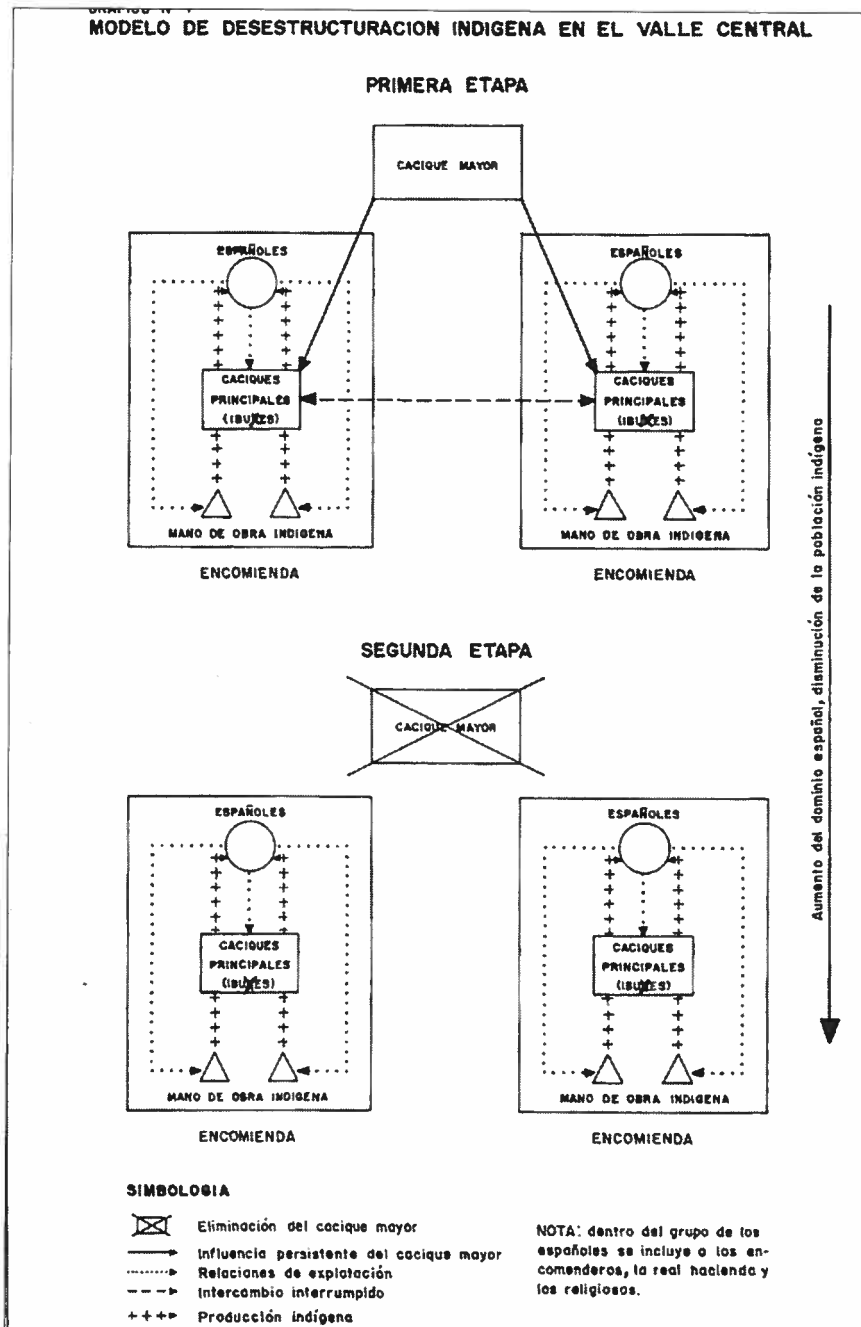 MODELO DE DESESTRUCTURACION INDIGENA EN EL VALLE CENTRAL
PRIMERA ETAPA
CACIQUE MAYOR
ESPAÑOLES
CACIQUES
PRINCIPALES
MANO DE OBRA INDIGENA
ENCOMIENDA
ESPAÑOLES
CACIQUES
PRINCIPALES
MANO DE OBRA INDIGENA
ENCOMIENDA
Aumento del dominio español, disminución de la población indígena
SEGUNDA ETAPA
CACIQUE MAYOR
ESPAÑOLES
CACIQUES
PRINCIPALES
MANO DE OBRA INDIGENA
ENCOMIENDA
ESPAÑOLES
CACIQUES
PRINCIPALES
MANO DE OBRA INDIGENA
ENCOMIENDA
SIMBOLOGIA
Eliminación del cacique mayor
Influencia persistente del cacique mayor
Relaciones de explotación
Intercambio interrumpido
Producción indígena
NOTA: dentro del grupo de los
españoles se incluye a los en-
comenderos, la real hacienda y
los religiosos.